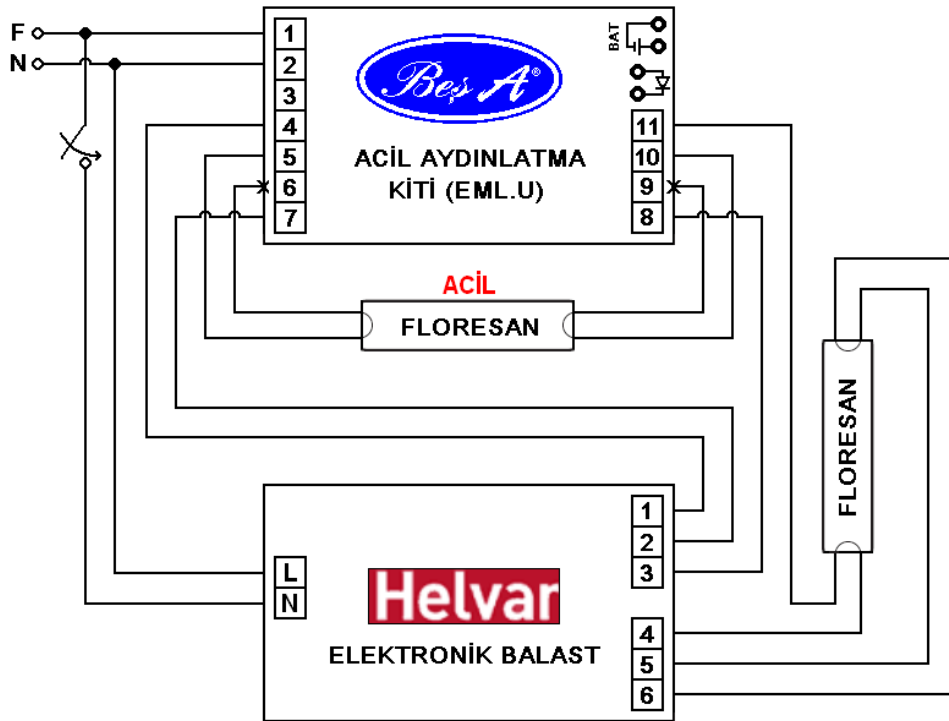 F
N
1
2
3
4
5
6
7
Beş A®
ACİL AYDINLATMA
KİTİ (EML.U)
BAT
11
10
9
8
ACİL
FLORESAN
FLORESAN
L
N
Helvar
ELEKTRONİK BALAST
1
2
3
4
5
6